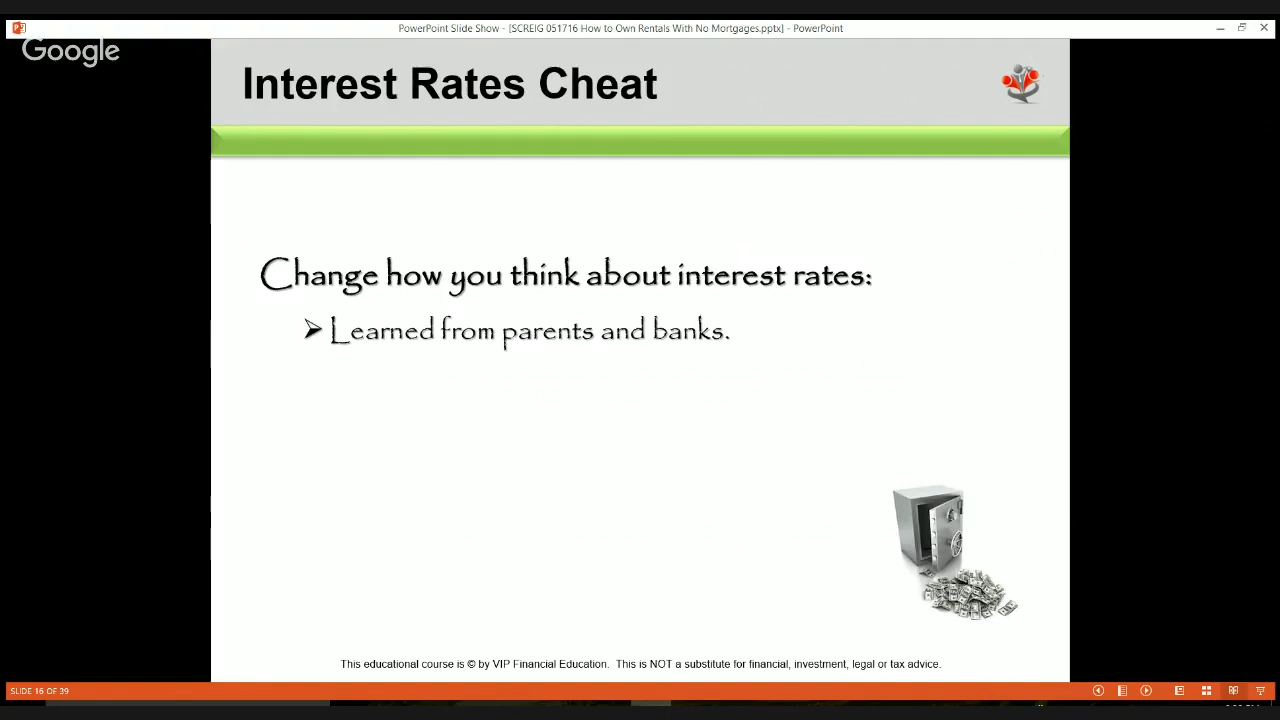 PowerPoint Slide Show - [SCREIG 051716 How to Own Rentals With No Mortgages.pptx] - PowerPoint
Google
Interest Rates Cheat
Change how you think about interest rates:
Learned from parents and banks.
This educational course is © by VIP Financial Education. This is NOT a substitute for financial, investment, legal or tax advice.
SLIDE 16 OF 39